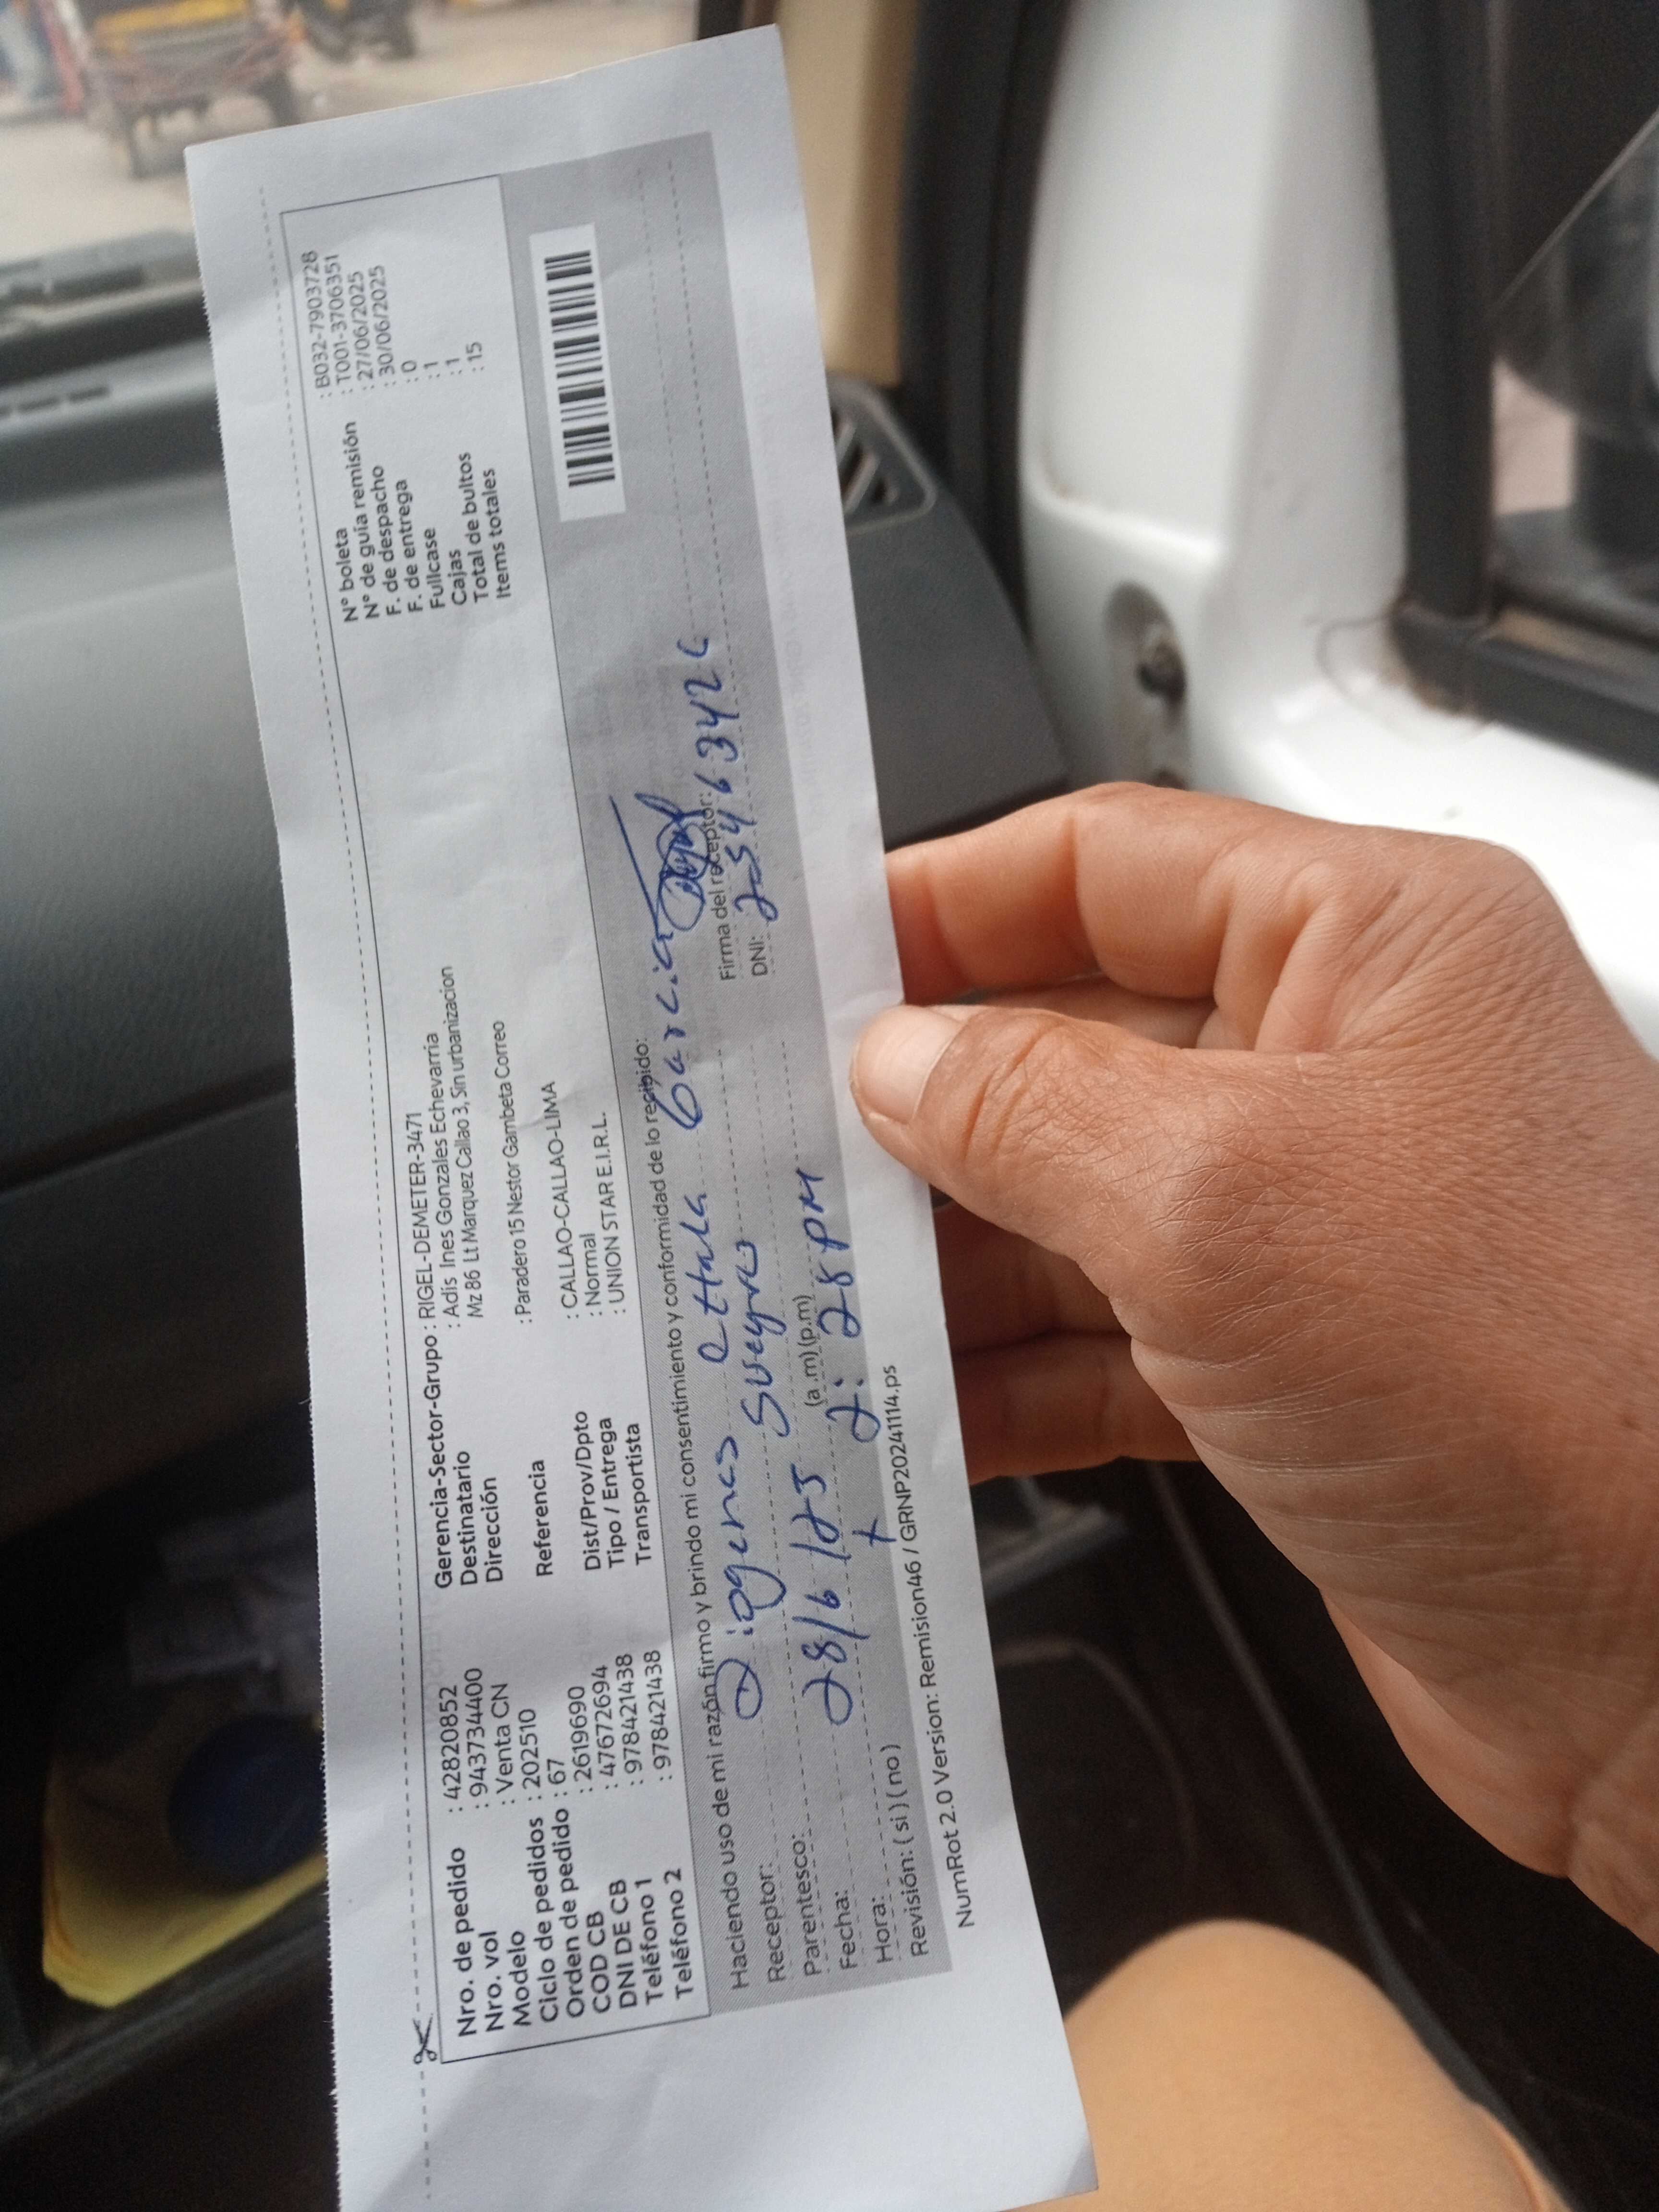 Nro. de pedido : 42820852
Nro. vol : 943734400
Modelo : Venta CN
Ciclo de pedidos : 202510
Orden de pedido : 67
COD CB : 2619690
DNI DE CB : 47672694
Teléfono 1 : 978421438
Teléfono 2 : 978421438
Gerencia-Sector-Grupo : RIGEL-DEMETER-3471
Destinatario : Adis Ines Gonzales Echevarria
Dirección Mz 86 Lt Marquez Callao 3, Sin urbanizacion
Referencia : Paradero 15 Nestor Gambeta Correo
Dist/Prov/Dpto : CALLAO-CALLAO-LIMA
Tipo / Entrega : Normal
Transportista : UNION STAR E.I.R.L.
N° boleta : B032-7903728
N° de guía remisión : T001-3706351
F. de despacho : 27/06/2025
F. de entrega : 30/06/2025
Fullcase : 0
Cajas : 1
Total de bultos : 1
Items totales : 15
Haciendo uso de mi razón firmo y brindo mi consentimiento y conformidad de lo recibido:
Receptor: Diogenes Garcia
Firma del receptor:
Parentesco: Suegro
DNI:
Fecha: 28/6/25
Hora: (a .m) (p.m) 2:28 PM
Revisión: ( si ) ( no )
NumRot 2.0 Version: Remision46 / GRNP20241114.ps